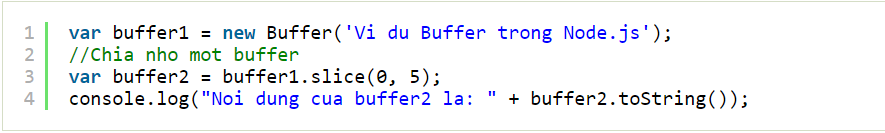 1 var buffer1 = new Buffer('Vi du Buffer trong Node.js');
2 //Chia nho mot buffer
3 var buffer2 = buffer1.slice(0, 5);
4 console.log("Noi dung cua buffer2 la: " + buffer2.toString());